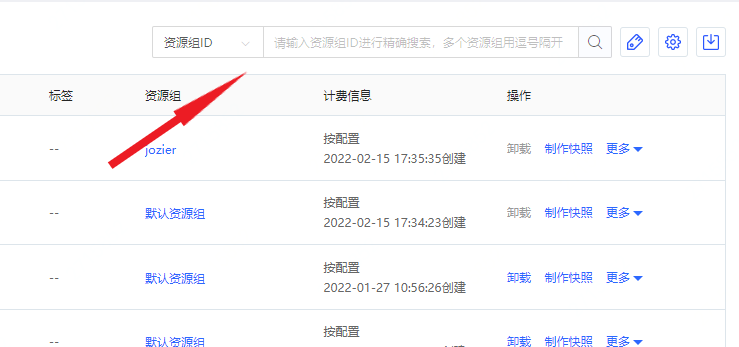 资源组ID 请输入资源组ID进行精确搜索，多个资源组用逗号隔开
标签 资源组 计费信息 操作
-- jozier 按配置
2022-02-15 17:35:35创建 卸载 制作快照 更多
-- 默认资源组 按配置
2022-02-15 17:34:23创建 卸载 制作快照 更多
-- 默认资源组 按配置
2022-01-27 10:56:26创建 卸载 制作快照 更多
-- 默认资源组 按配置
卸载 制作快照 更多